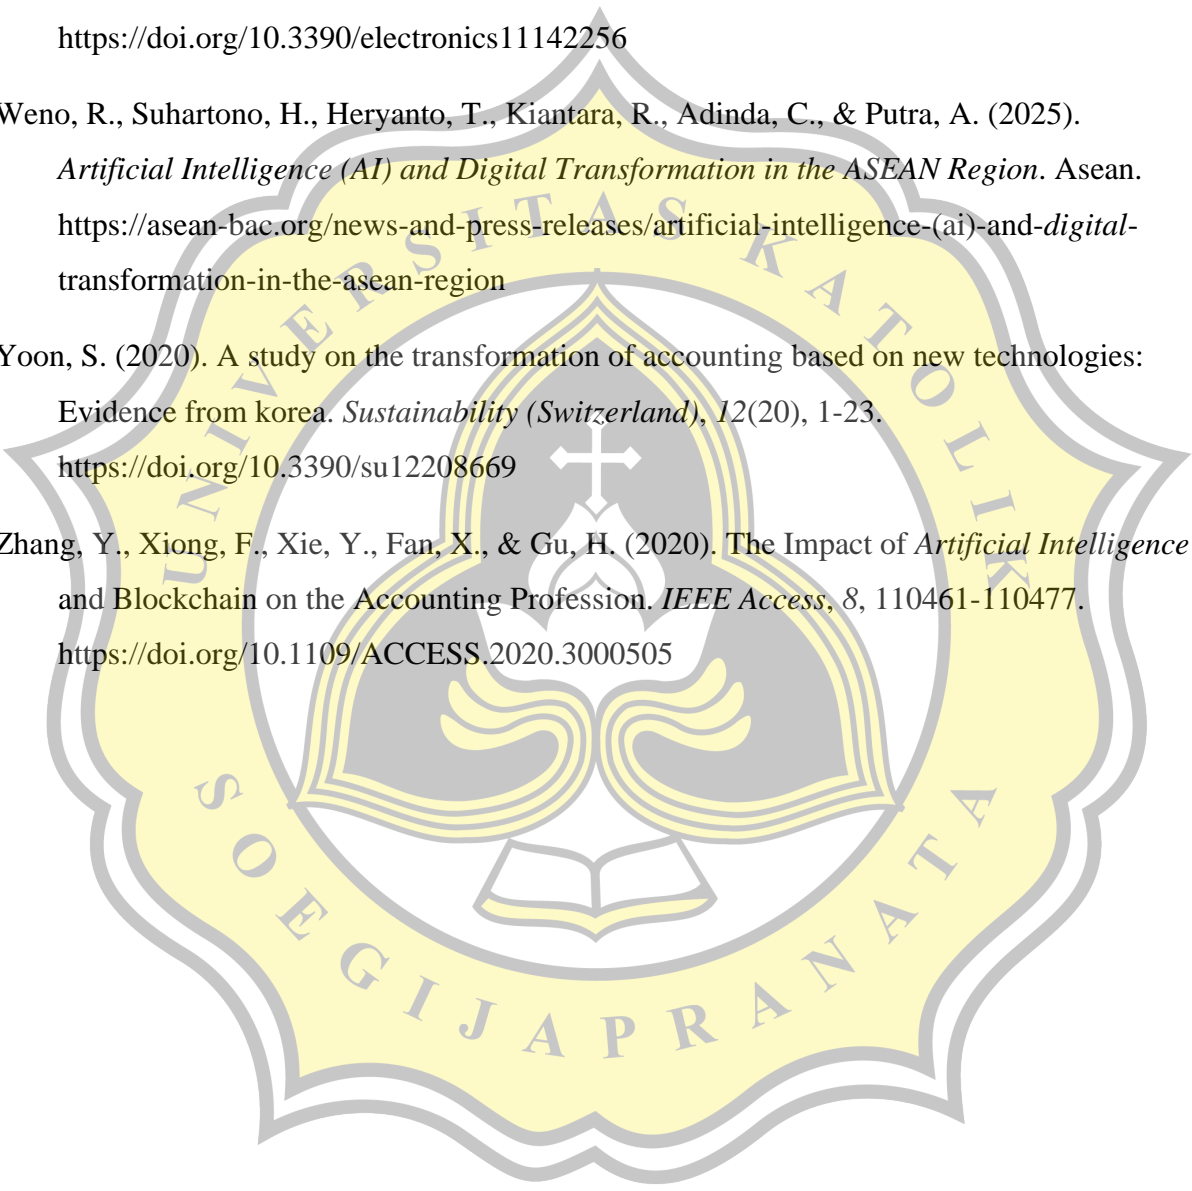 https://doi.org/10.3390/electronics11142256
Weno, R., Suhartono, H., Heryanto, T., Kiantara, R., Adinda, C., & Putra, A. (2025).
Artificial Intelligence (AI) and Digital Transformation in the ASEAN Region. Asean.
https://asean-bac.org/news-and-press-releases/artificial-intelligence-(ai)-and-digital-
transformation-in-the-asean-region
Yoon, S. (2020). A study on the transformation of accounting based on new technologies:
Evidence from korea. Sustainability (Switzerland), 12(20), 1-23.
https://doi.org/10.3390/su12208669
Zhang, Y., Xiong, F., Xie, Y., Fan, X., & Gu, H. (2020). The Impact of Artificial Intelligence
and Blockchain on the Accounting Profession. IEEE Access, 8, 110461-110477.
https://doi.org/10.1109/ACCESS.2020.3000505
UNIVERSITAS KATOLIK
SOEGIJAPRANATA